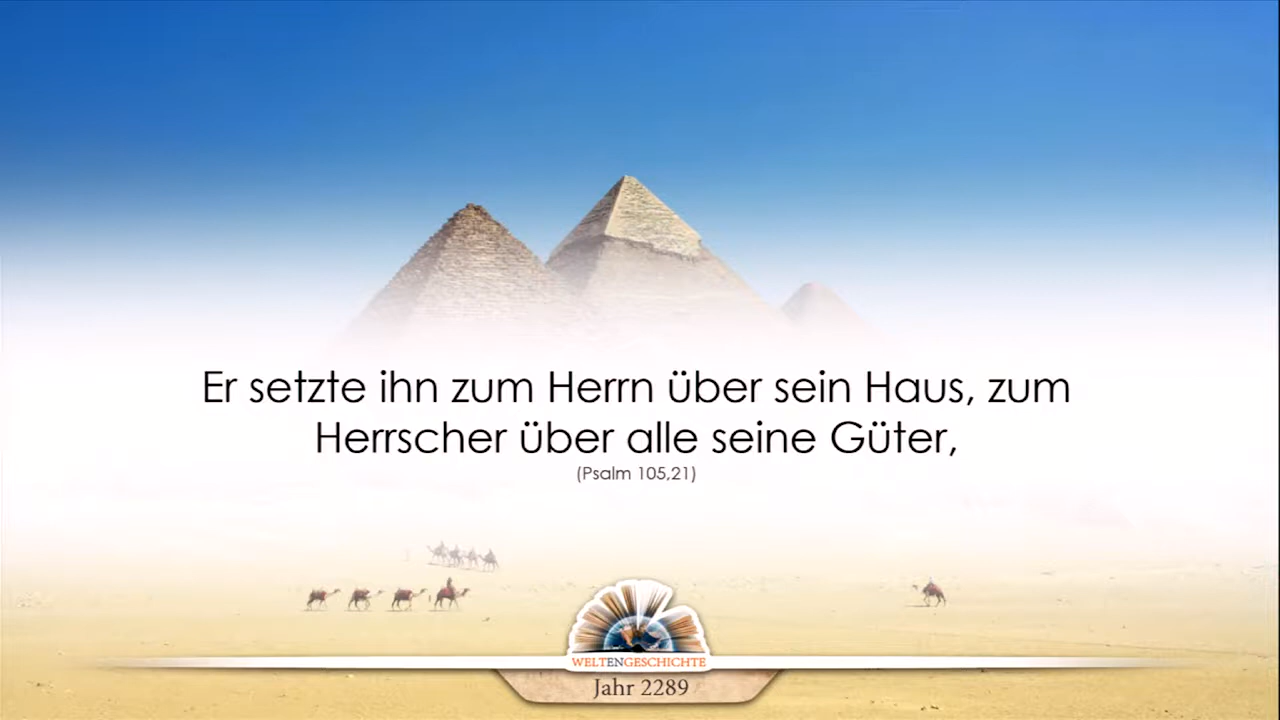 Er setzte ihn zum Herrn über sein Haus, zum
Herrscher über alle seine Güter,
(Psalm 105,21)
WELTENGESCHICHTE
Jahr 2289